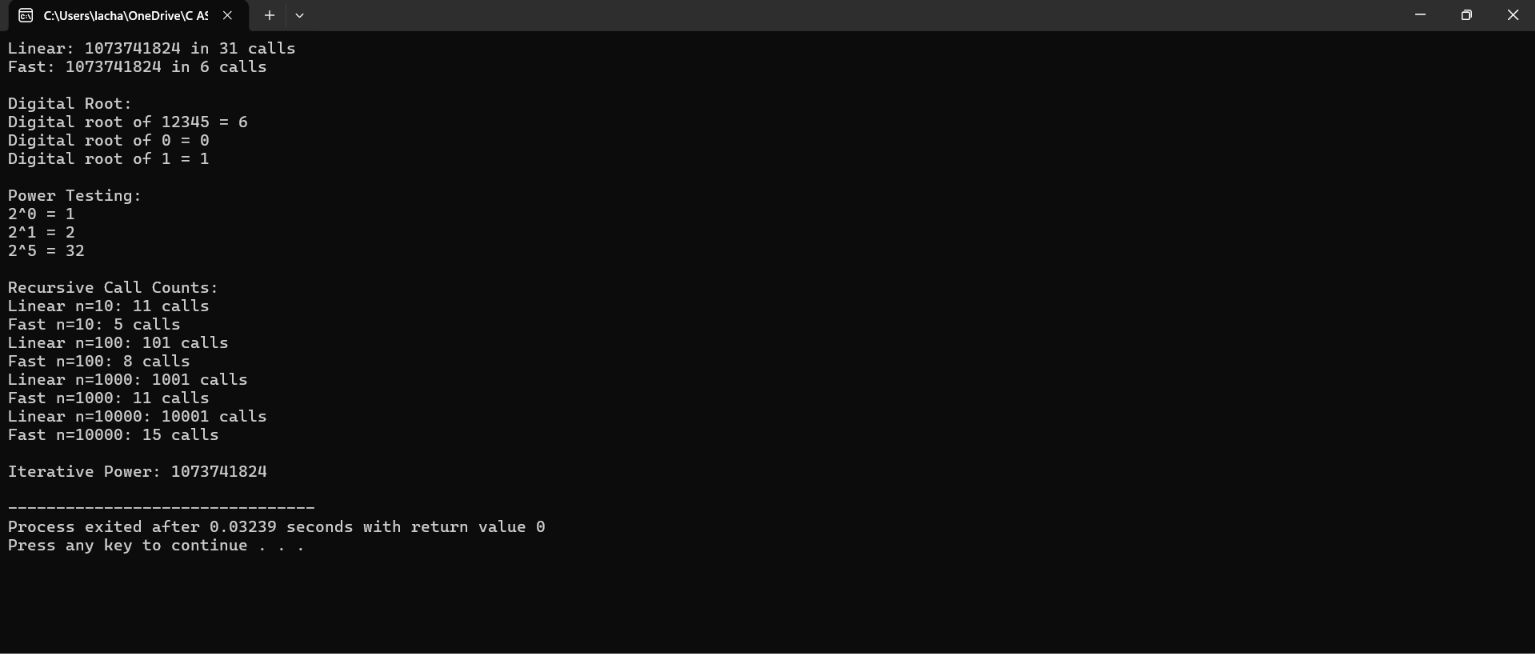 C:\Users\lacha\OneDrive\C AS
Linear: 1073741824 in 31 calls
Fast: 1073741824 in 6 calls
Digital Root:
Digital root of 12345 = 6
Digital root of 0 = 0
Digital root of 1 = 1
Power Testing:
2^0 = 1
2^1 = 2
2^5 = 32
Recursive Call Counts:
Linear n=10: 11 calls
Fast n=10: 5 calls
Linear n=100: 101 calls
Fast n=100: 8 calls
Linear n=1000: 1001 calls
Fast n=1000: 11 calls
Linear n=10000: 10001 calls
Fast n=10000: 15 calls
Iterative Power: 1073741824
--------------------------------
Process exited after 0.03239 seconds with return value 0
Press any key to continue . . .